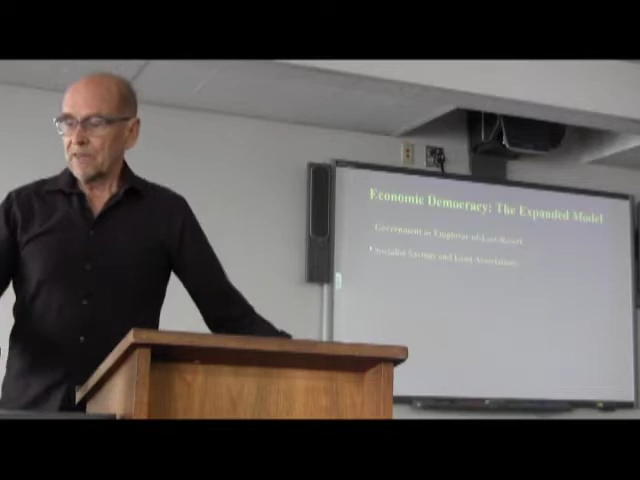 Economic Democracy: The Expanded Model
Government as Employer-of-Last-Resort
• Socialist Savings and Loan Associations